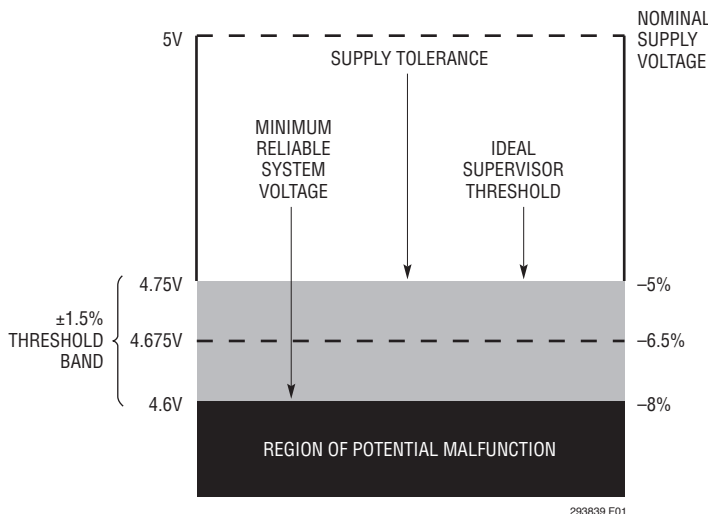 5V
NOMINAL
SUPPLY
VOLTAGE
SUPPLY TOLERANCE
MINIMUM
RELIABLE
SYSTEM
VOLTAGE
IDEAL
SUPERVISOR
THRESHOLD
±1.5%
THRESHOLD
BAND
4.75V
–5%
4.675V
–6.5%
4.6V
–8%
REGION OF POTENTIAL MALFUNCTION
293839 F01